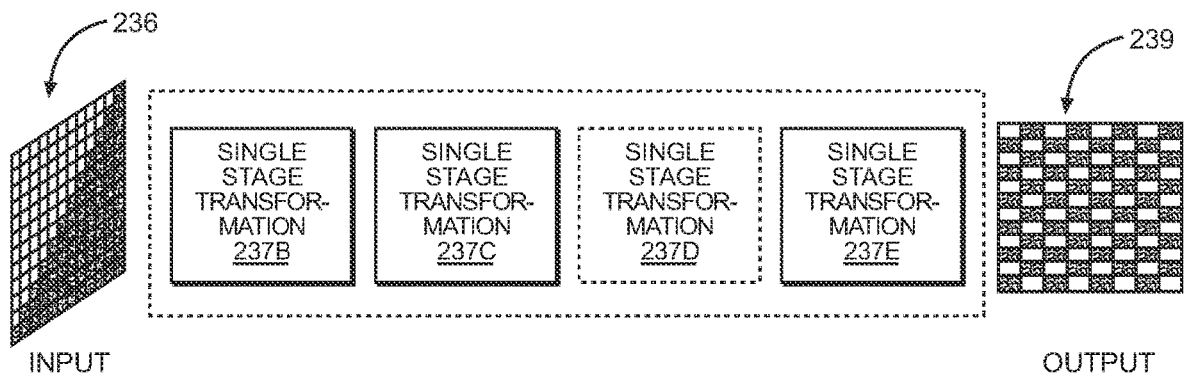 236
239
SINGLE
STAGE
TRANSFOR-
MATION
237B
SINGLE
STAGE
TRANSFOR-
MATION
237C
SINGLE
STAGE
TRANSFOR-
MATION
237D
SINGLE
STAGE
TRANSFOR-
MATION
237E
INPUT
OUTPUT